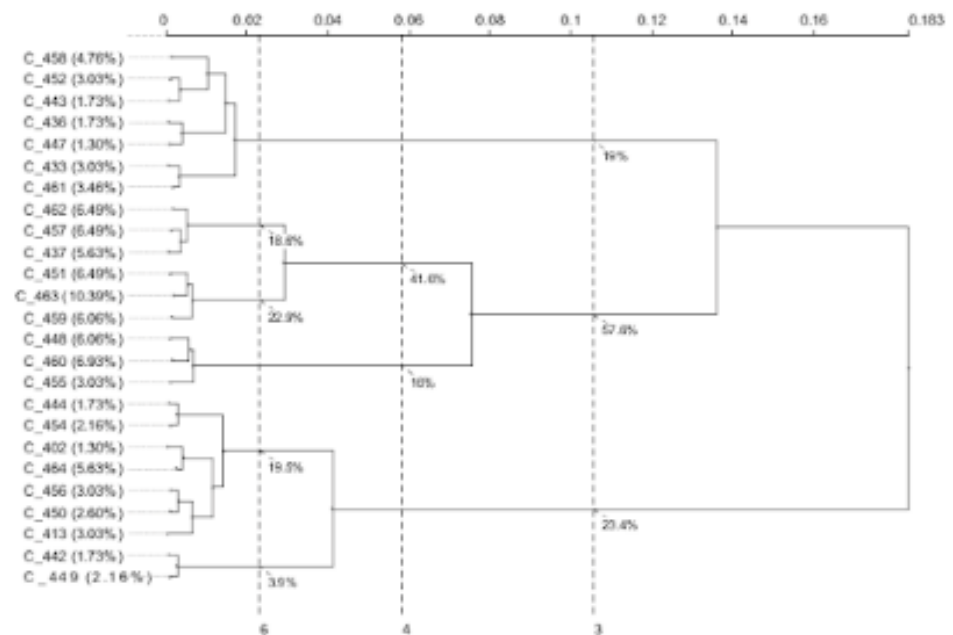 0 0.02 0.04 0.06 0.08 0.1 0.12 0.14 0.16 0.183
C_458 (4.76%)
C_452 (3.03%)
C_443 (1.73%)
C_436 (1.73%)
C_447 (1.30%)
19%
C_433 (3.03%)
C_461 (3.46%)
C_462 (6.49%)
C_457 (6.49%)
18.6%
C_437 (5.63%)
C_451 (6.49%)
41.6%
C_463 (10.39%)
C_459 (6.06%)
22.9%
57.6%
C_448 (6.06%)
C_460 (6.93%)
C_455 (3.03%)
16%
C_444 (1.73%)
C_454 (2.16%)
C_402 (1.30%)
C_464 (5.63%)
19.5%
C_456 (3.03%)
C_450 (2.60%)
23.4%
C_413 (3.03%)
C_442 (1.73%)
C_449 (2.16%)
3.9%
6 4 3